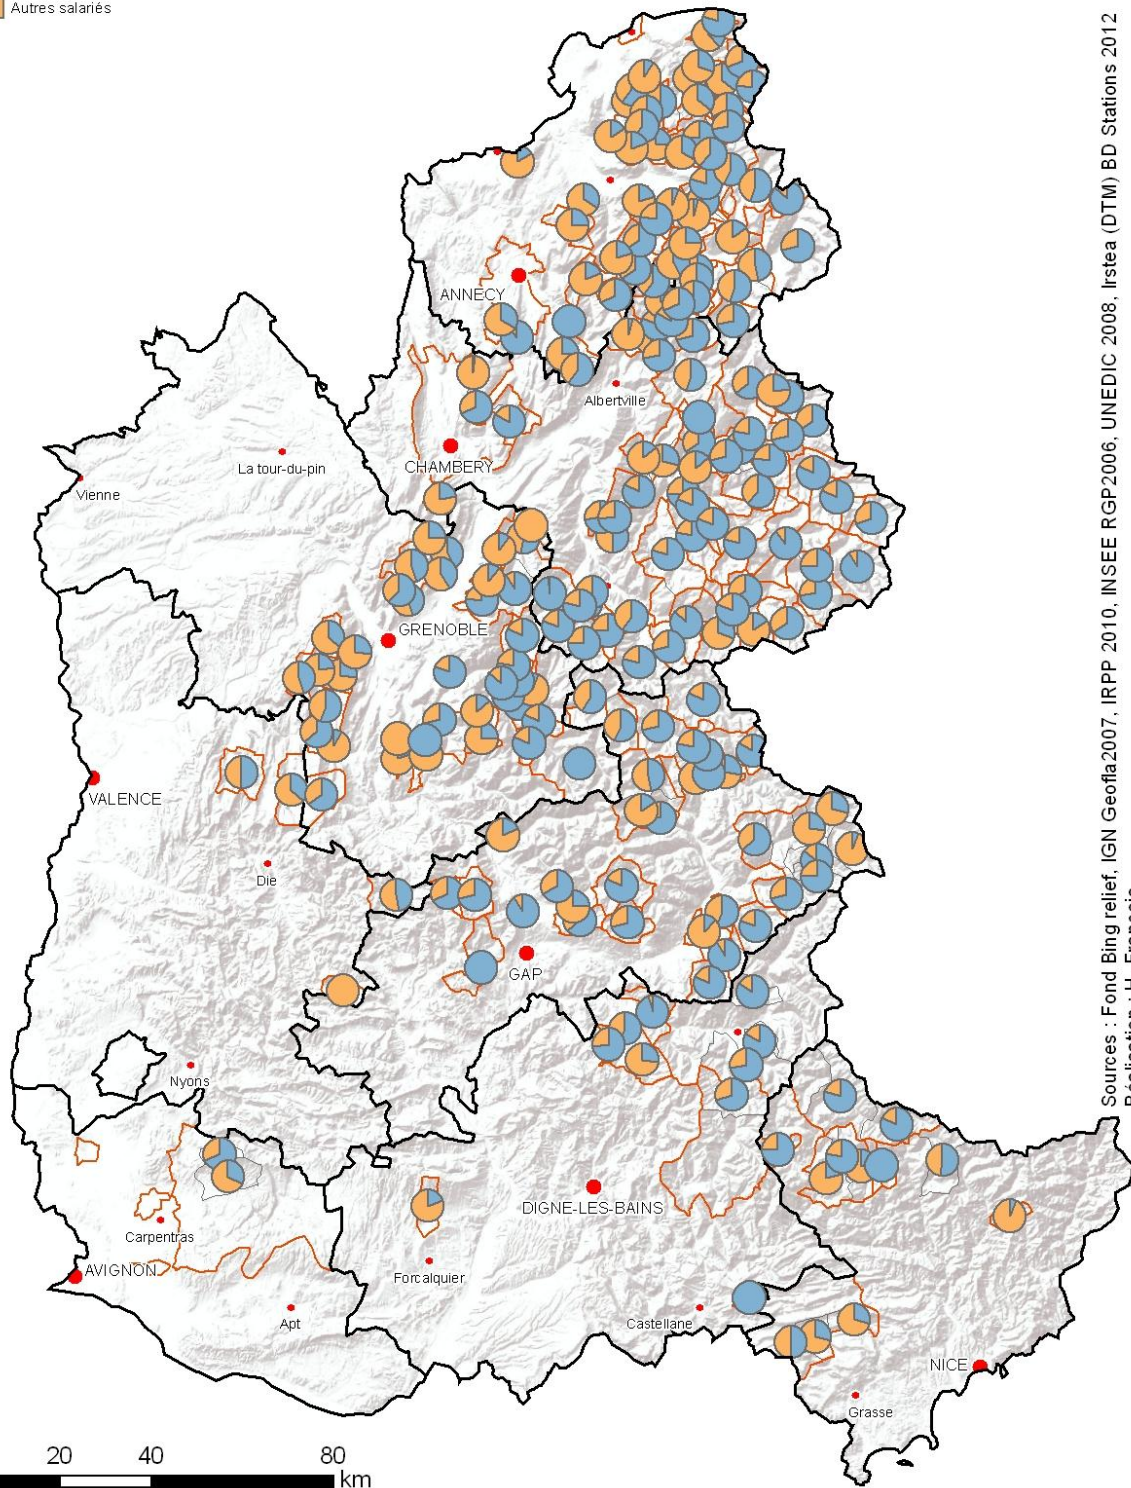 Autres salariés
ANNECY
Albertville
CHAMBERY
La tour-du-pin
Vienne
GRENOBLE
VALENCE
Die
GAP
Nyons
DIGNE-LES-BAINS
Carpentras
AVIGNON
Forcalquier
Apt
Castellane
NICE
Grasse
20 40 80
km
Sources : Fond Bing relief, IGN Geofla2007, IRPP 2010, INSEE RGP2006, UNEDIC 2008, Irstea (DTM) BD Stations 2012